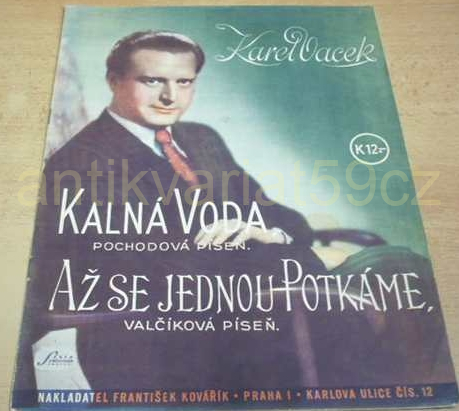 Karel Vacek
K 12.-
antikvariat59cz
KALNÁ VODA,
POCHODOVÁ PÍSEŇ.
AŽ SE JEDNOU POTKÁME,
VALČÍKOVÁ PÍSEŇ.
NAKLADATEL FRANTIŠEK KOVÁŘÍK • PRAHA I • KARLOVA ULICE ČÍS. 12